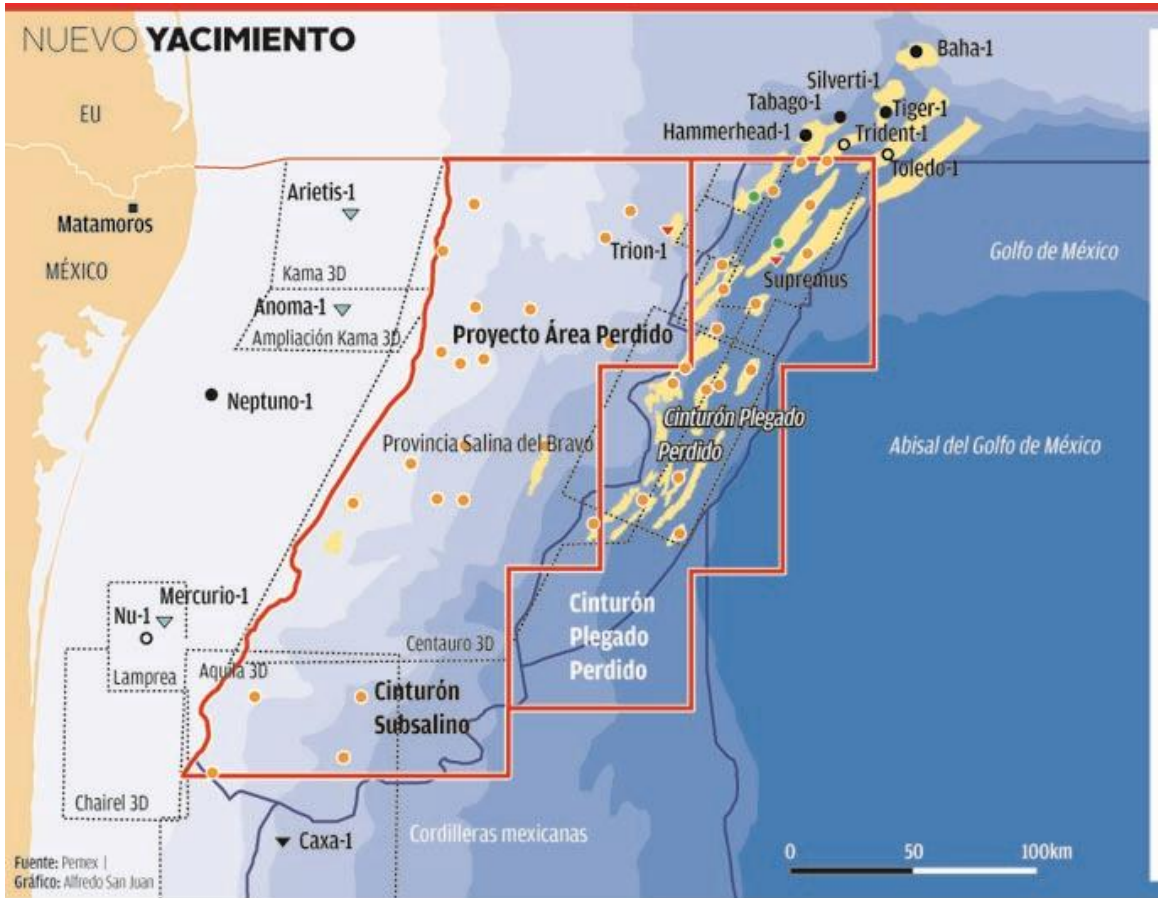 NUEVO YACIMIENTO
Baha-1
Silverti-1
Tabago-1
Tiger-1
Hammerhead-1
Trident-1
Toledo-1
EU
Matamoros
MÉXICO
Arietis-1
Kama 3D
Anoma-1
Ampliación Kama 3D
Trion-1
Supremus
Golfo de México
Proyecto Área Perdido
Neptuno-1
Provincia Salina del Bravo
Cinturón Plegado
Perdido
Abisal del Golfo de México
Mercurio-1
Nu-1
Lamprea
Aquila 3D
Centauro 3D
Cinturón
Plegado
Perdido
Cinturón
Subsalino
Chairel 3D
Caxa-1
Cordilleras mexicanas
0 50 100km
Fuente: Pemex |
Gráfico: Alfredo San Juan